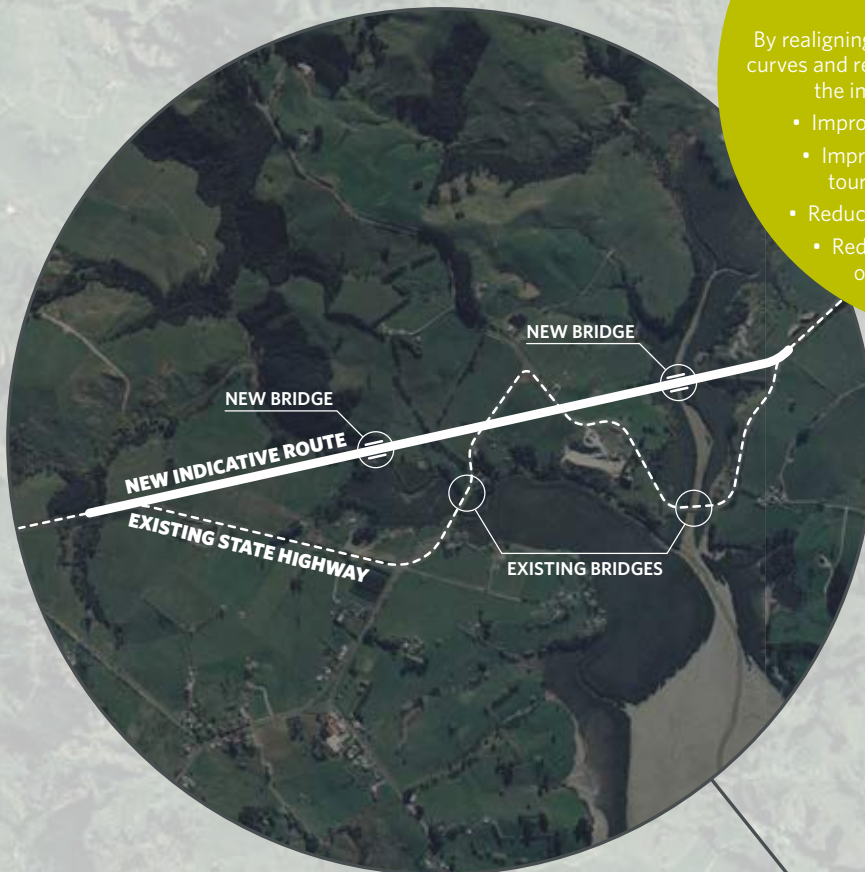 By realigning
curves and re
the in
• Impro
• Impr
tour
• Reduc
• Red
o
NEW BRIDGE
NEW BRIDGE
NEW INDICATIVE ROUTE
EXISTING STATE HIGHWAY
EXISTING BRIDGES